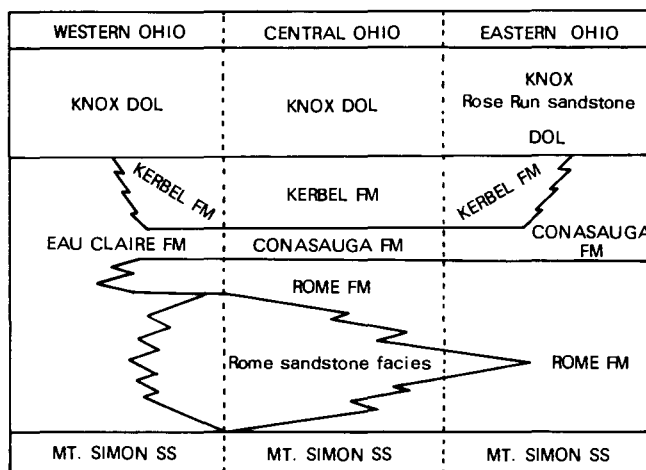 WESTERN OHIO
CENTRAL OHIO
EASTERN OHIO
KNOX DOL
KNOX DOL
KNOX
Rose Run sandstone
DOL
KERBEL FM
KERBEL FM
KERBEL FM
EAU CLAIRE FM
CONASAUGA FM
CONASAUGA
FM
ROME FM
Rome sandstone facies
ROME FM
MT. SIMON SS
MT. SIMON SS
MT. SIMON SS